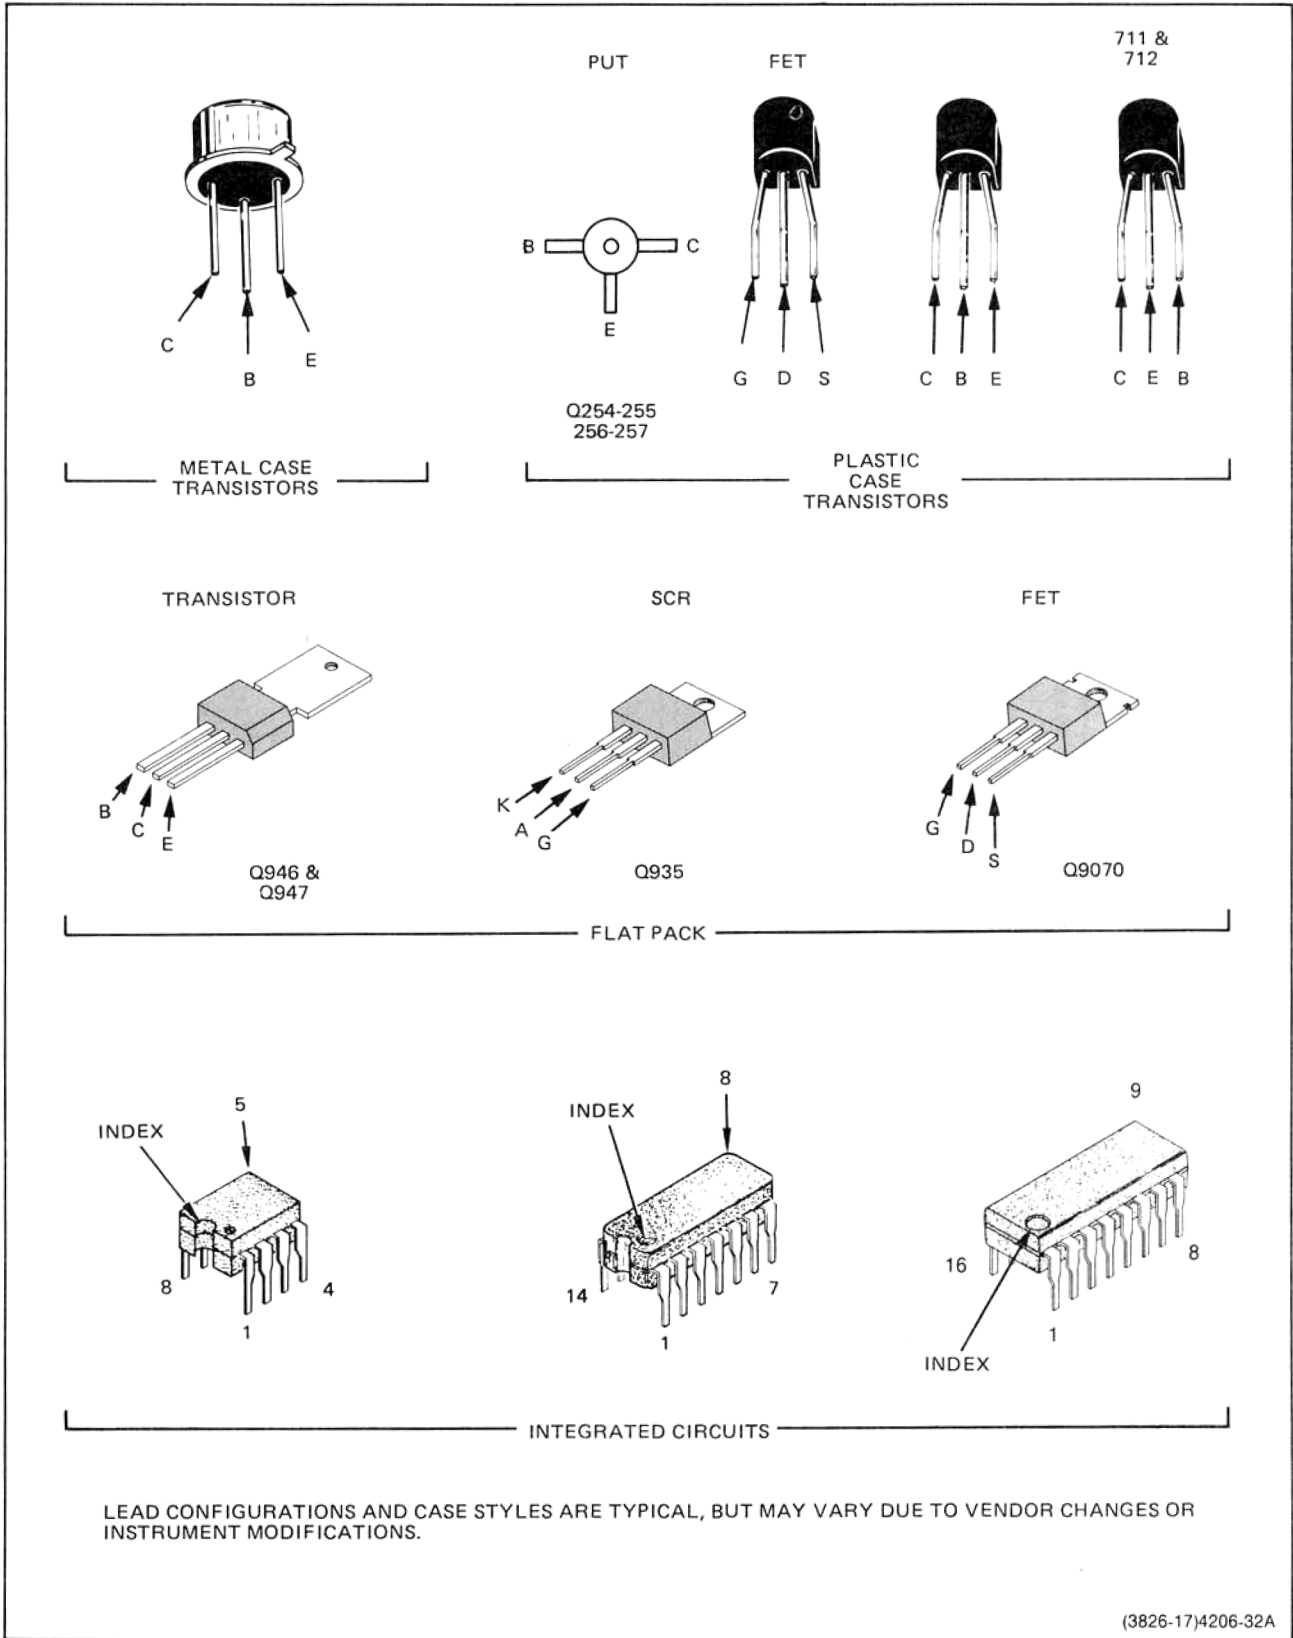 711 &
712
PUT
FET
B
C
E
C
B
E
G D S
C B E
C E B
Q254-255
256-257
METAL CASE
TRANSISTORS
PLASTIC
CASE
TRANSISTORS
TRANSISTOR
SCR
FET
B
C
E
K
A
G
G
D
S
Q946 &
Q947
Q935
Q9070
FLAT PACK
5
INDEX
8
4
1
8
INDEX
14
7
1
9
16
8
1
INDEX
INTEGRATED CIRCUITS
LEAD CONFIGURATIONS AND CASE STYLES ARE TYPICAL, BUT MAY VARY DUE TO VENDOR CHANGES OR
INSTRUMENT MODIFICATIONS.
(3826-17)4206-32A